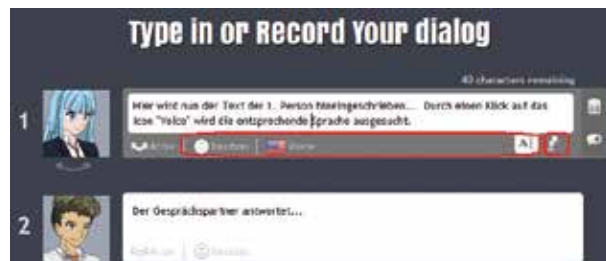 Type in or Record Your dialog
40 characters remaining
1
Hier wird nun der Text der 1. Person hineingeschrieben... Durch einen Klick auf das
Icon "Voice" wird die entsprechende Sprache ausgesucht.
Voice
A
2
Der Gesprächspartner antwortet...